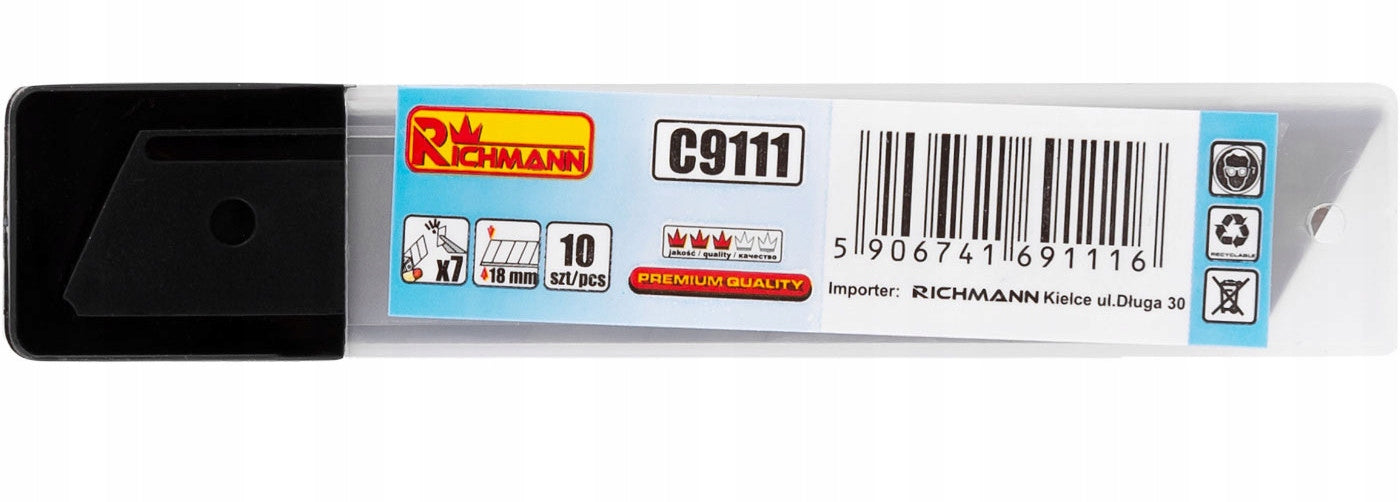 RICHMANN
C9111
x7
18 mm
10
szt/pcs
jakość / quality / качество
PREMIUM QUALITY
5 906741 691116
Importer: RICHMANN Kielce ul.Długa 30
RECYCLABLE